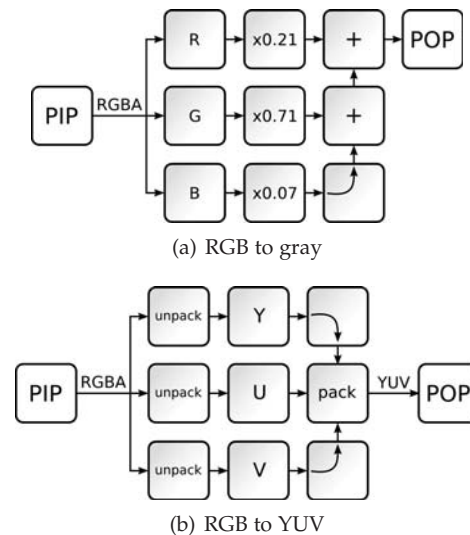 R x0.21 + POP
PIP RGBA G x0.71 +
B x0.07
(a) RGB to gray
unpack Y
PIP RGBA unpack U pack YUV POP
unpack V
(b) RGB to YUV